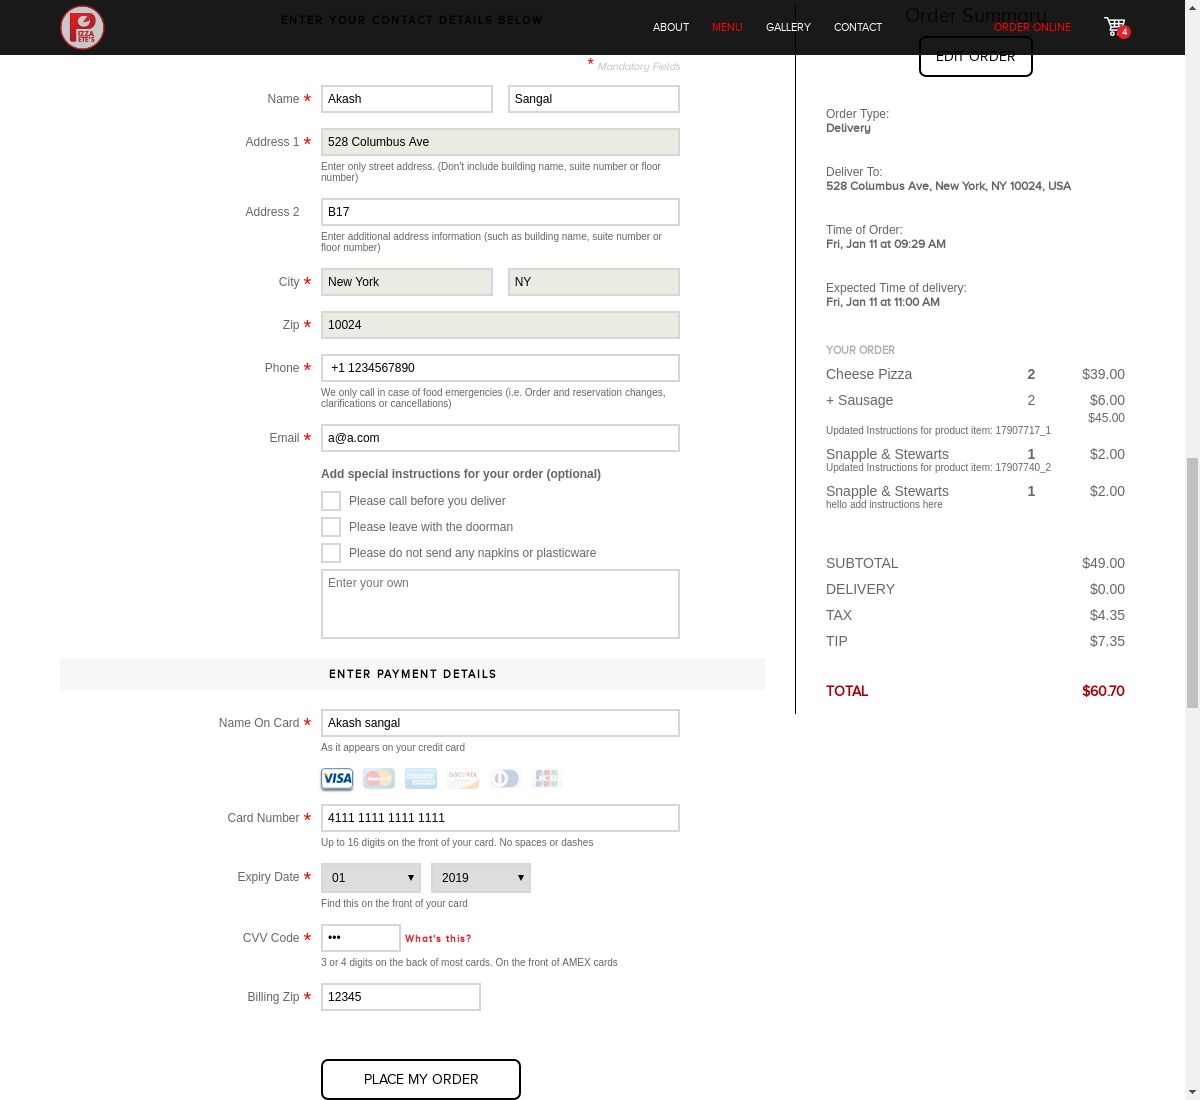 PIZZA
PETE'S
ENTER YOUR CONTACT DETAILS BELOW
ABOUT
MENU
GALLERY
CONTACT
ORDER ONLINE
4
* Mandatory Fields
Name *
Akash
Sangal
Address 1 *
528 Columbus Ave
Enter only street address. (Don't include building name, suite number or floor
number)
Address 2
B17
Enter additional address information (such as building name, suite number or
floor number)
City *
New York
NY
Zip *
10024
Phone *
+1 1234567890
We only call in case of food emergencies (i.e. Order and reservation changes,
clarifications or cancellations)
Email *
a@a.com
Add special instructions for your order (optional)
Please call before you deliver
Please leave with the doorman
Please do not send any napkins or plasticware
Enter your own
ENTER PAYMENT DETAILS
Name On Card *
Akash sangal
As it appears on your credit card
VISA
MasterCard
DISCOVER
JCB
Card Number *
4111 1111 1111 1111
Up to 16 digits on the front of your card. No spaces or dashes
Expiry Date *
01
2019
Find this on the front of your card
CVV Code *
•••
What's this?
3 or 4 digits on the back of most cards. On the front of AMEX cards
Billing Zip *
12345
PLACE MY ORDER
Order Summary
EDIT ORDER
Order Type:
Delivery
Deliver To:
528 Columbus Ave, New York, NY 10024, USA
Time of Order:
Fri, Jan 11 at 09:29 AM
Expected Time of delivery:
Fri, Jan 11 at 11:00 AM
YOUR ORDER
Cheese Pizza 2 $39.00
+ Sausage 2 $6.00
$45.00
Updated Instructions for product item: 17907717_1
Snapple & Stewarts 1 $2.00
Updated Instructions for product item: 17907740_2
Snapple & Stewarts 1 $2.00
hello add instructions here
SUBTOTAL $49.00
DELIVERY $0.00
TAX $4.35
TIP $7.35
TOTAL $60.70